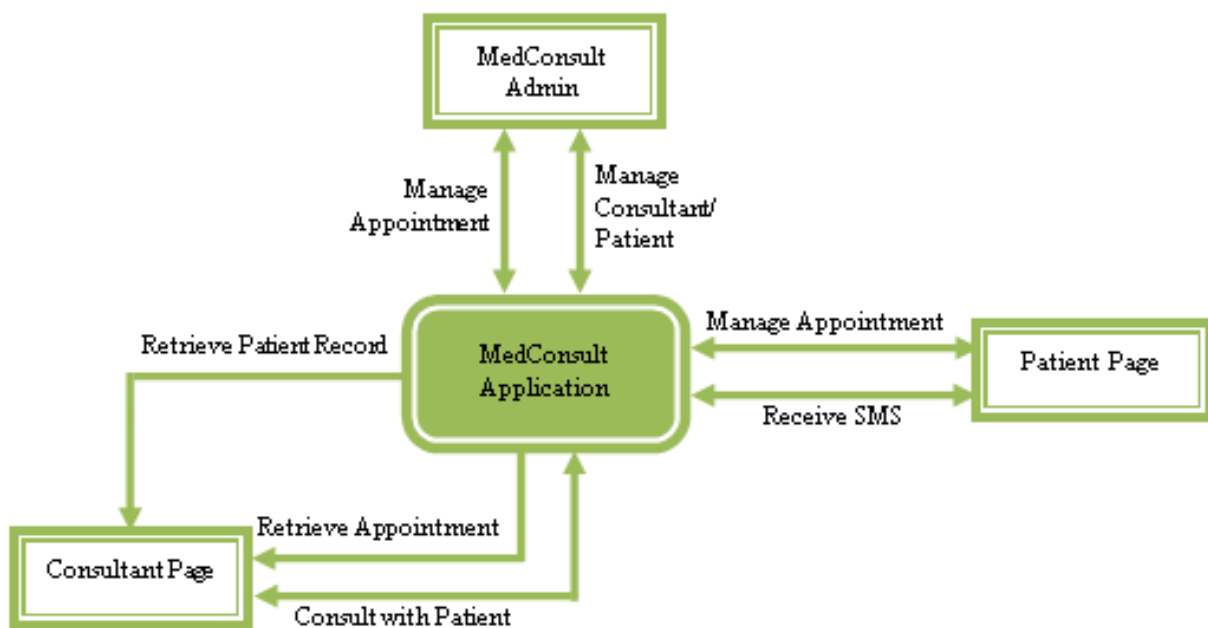 MedConsult
Admin
Manage
Appointment
Manage
Consultant/
Patient
Retrieve Patient Record
MedConsult
Application
Manage Appointment
Receive SMS
Patient Page
Retrieve Appointment
Consultant Page
Consult with Patient